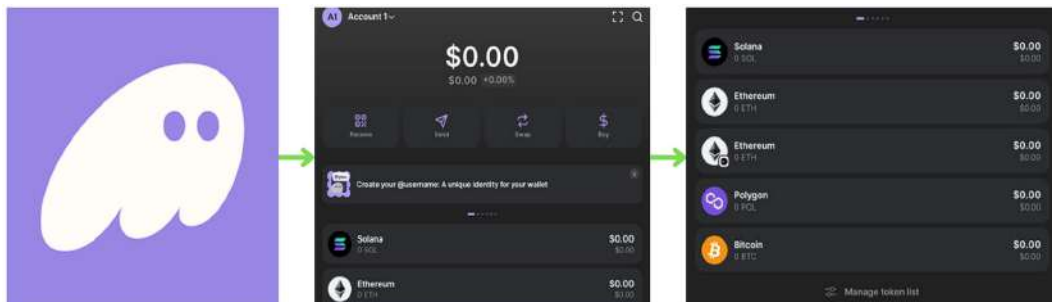 A1 Account 1
$0.00
$0.00 +0.00%
Receive Send Swap Buy
Create your @username: A unique identity for your wallet
Solana $0.00
0 SOL $0.00
Ethereum $0.00
0 ETH $0.00
Solana $0.00
0 SOL $0.00
Ethereum $0.00
0 ETH $0.00
Ethereum $0.00
0 ETH $0.00
Polygon $0.00
0 POL $0.00
Bitcoin $0.00
0 BTC $0.00
Manage token list